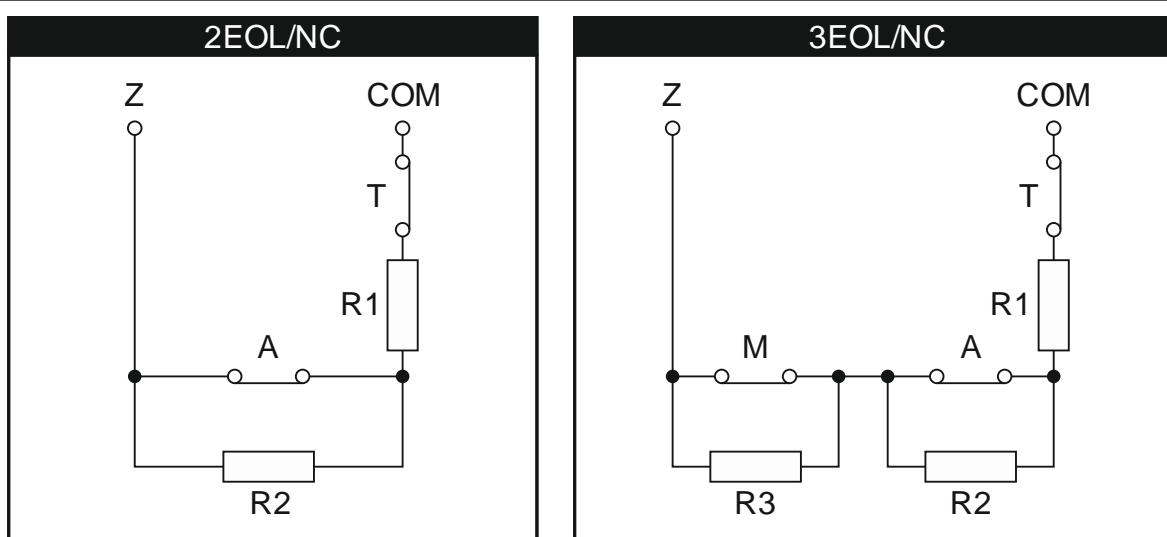 2EOL/NC
Z COM
T
R1
A
R2
3EOL/NC
Z COM
T
R1
M A
R3 R2